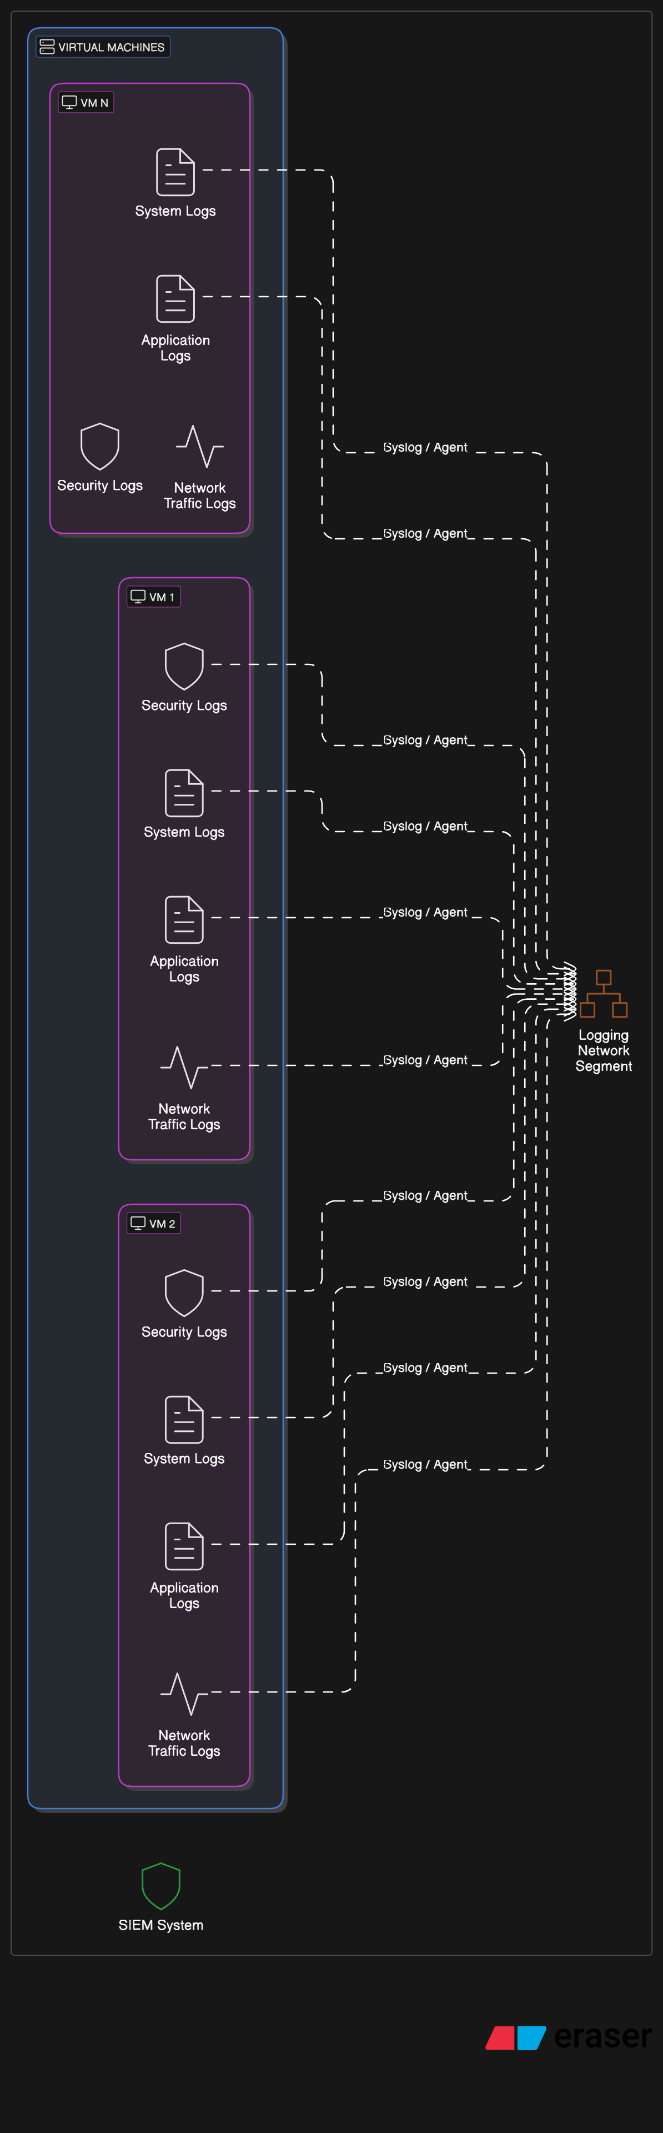 VIRTUAL MACHINES
VM N
System Logs
Application
Logs
Security Logs
Network
Traffic Logs
Syslog / Agent
Syslog / Agent
VM 1
Security Logs
Syslog / Agent
System Logs
Syslog / Agent
Application
Logs
Syslog / Agent
Network
Traffic Logs
Syslog / Agent
Logging
Network
Segment
VM 2
Security Logs
Syslog / Agent
System Logs
Syslog / Agent
Application
Logs
Syslog / Agent
Network
Traffic Logs
Syslog / Agent
SIEM System
eraser